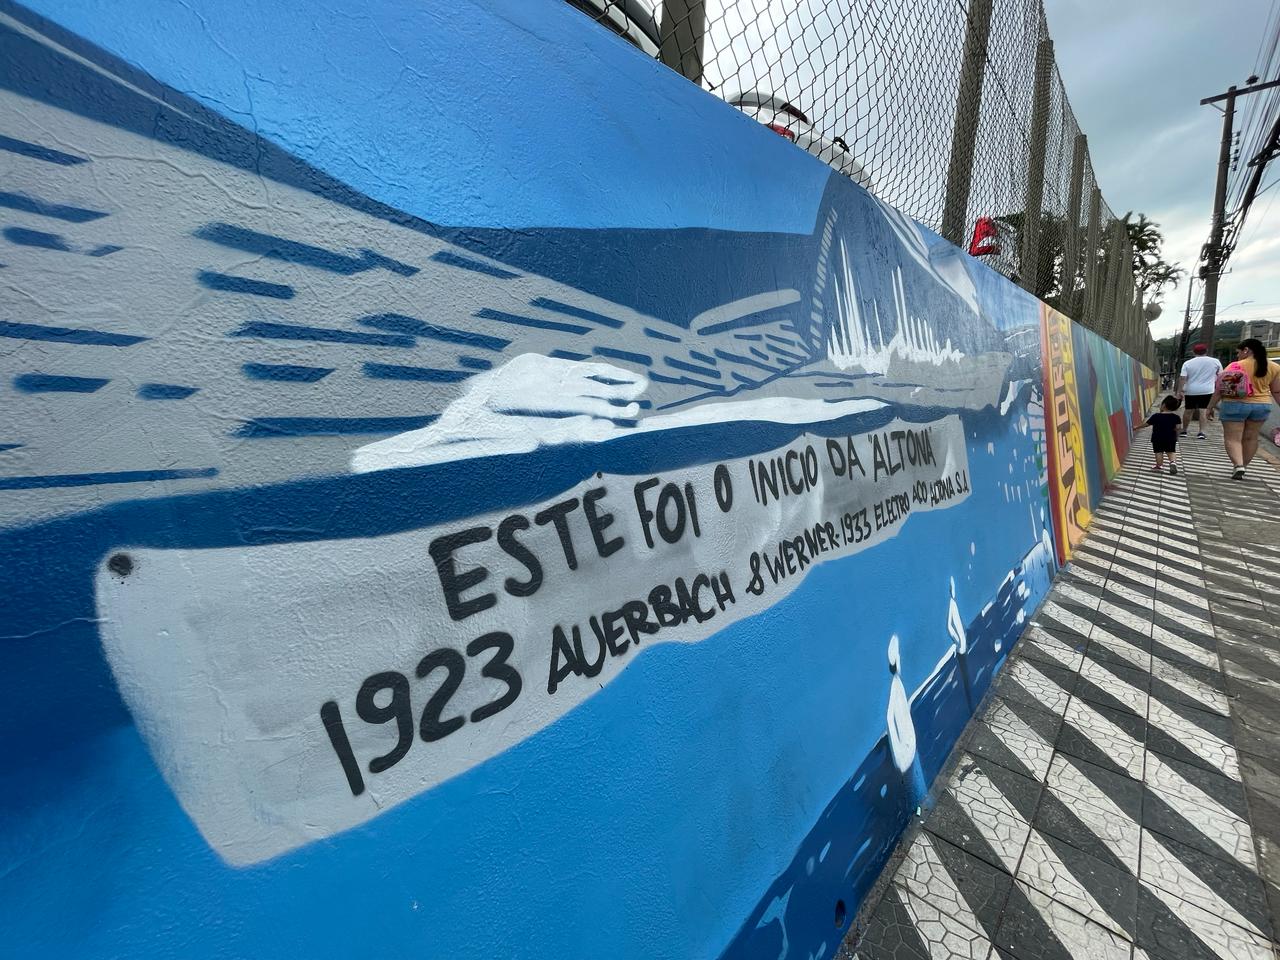 ESTE FOI O INICIO DA "ALTONA"
1923 AUERBACH & WERNER-1933 ELECTRO AÇO ALTONA S.A